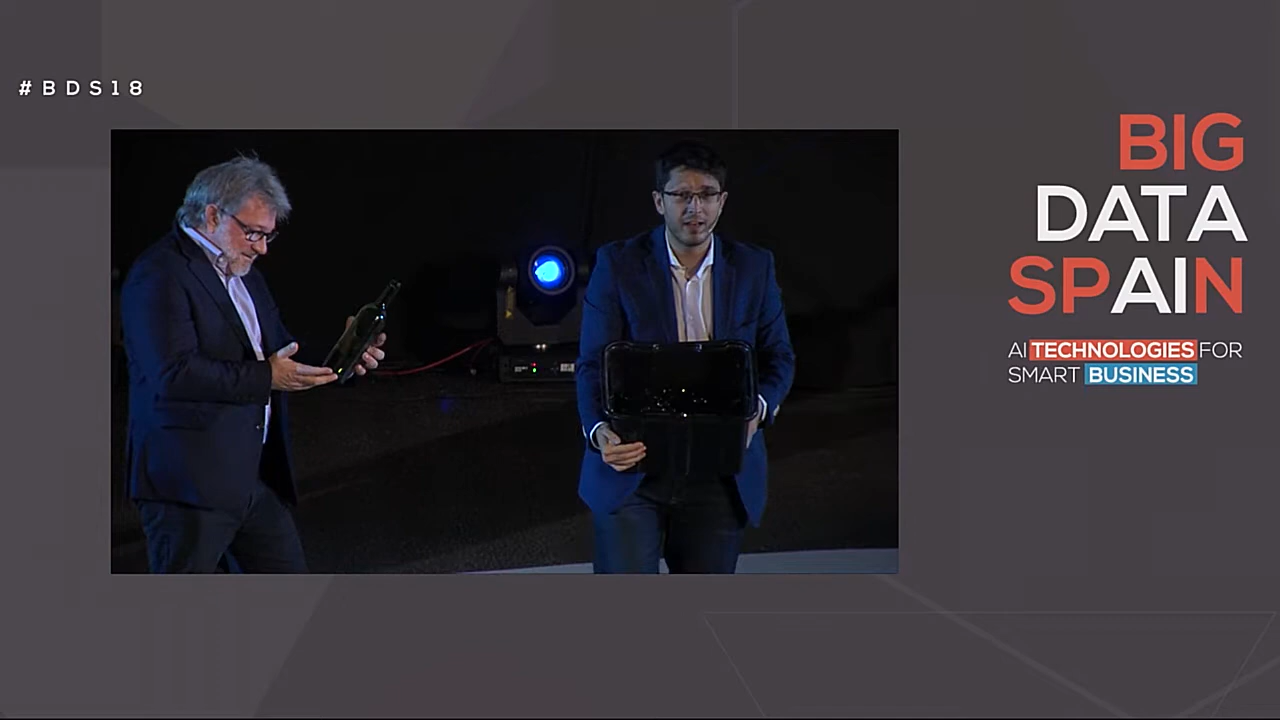 #BDS18
BIG
DATA
SPAIN
AI TECHNOLOGIES FOR
SMART BUSINESS